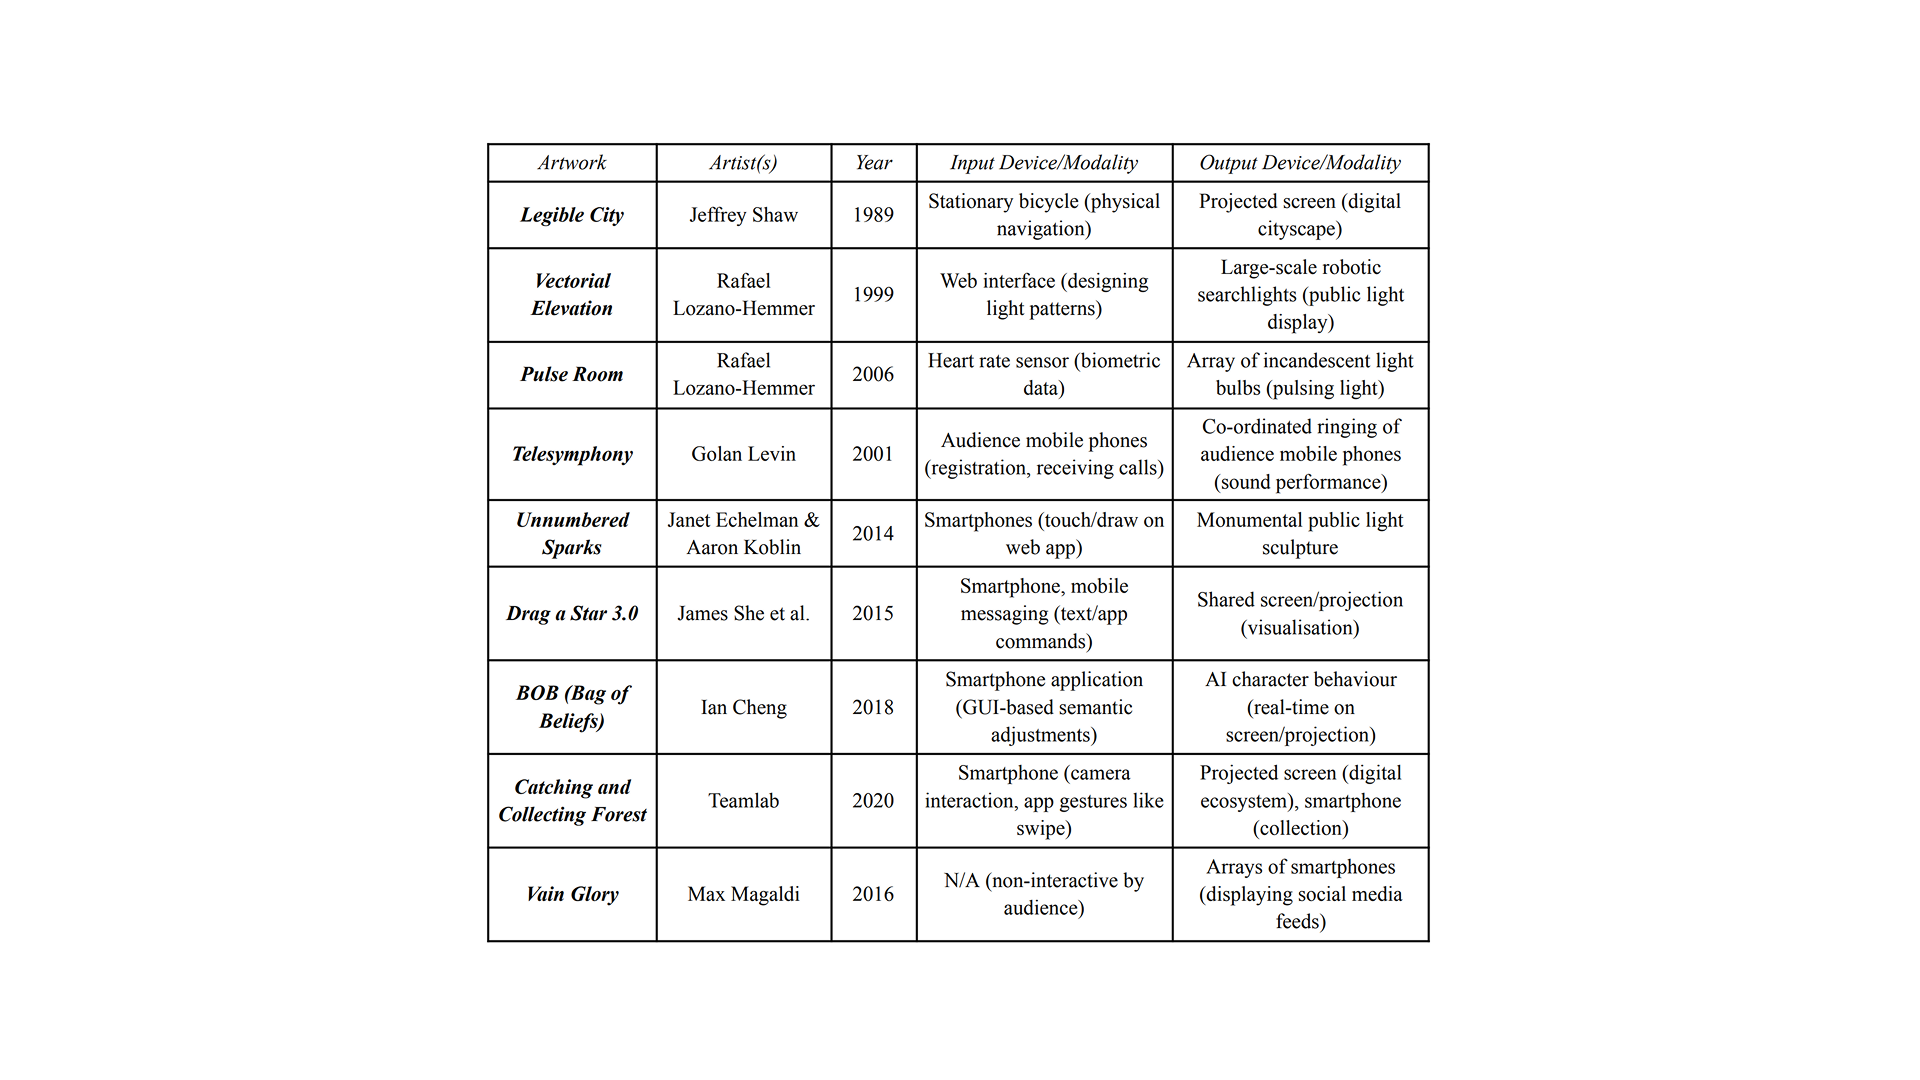 Artwork
Artist(s)
Year
Input Device/Modality
Output Device/Modality
Legible City
Jeffrey Shaw
1989
Stationary bicycle (physical
navigation)
Projected screen (digital
cityscape)
Vectorial
Elevation
Rafael
Lozano-Hemmer
1999
Web interface (designing
light patterns)
Large-scale robotic
searchlights (public light
display)
Pulse Room
Rafael
Lozano-Hemmer
2006
Heart rate sensor (biometric
data)
Array of incandescent light
bulbs (pulsing light)
Telesymphony
Golan Levin
2001
Audience mobile phones
(registration, receiving calls)
Co-ordinated ringing of
audience mobile phones
(sound performance)
Unnumbered
Sparks
Janet Echelman &
Aaron Koblin
2014
Smartphones (touch/draw on
web app)
Monumental public light
sculpture
Drag a Star 3.0
James She et al.
2015
Smartphone, mobile
messaging (text/app
commands)
Shared screen/projection
(visualisation)
BOB (Bag of
Beliefs)
Ian Cheng
2018
Smartphone application
(GUI-based semantic
adjustments)
AI character behaviour
(real-time on
screen/projection)
Catching and
Collecting Forest
Teamlab
2020
Smartphone (camera
interaction, app gestures like
swipe)
Projected screen (digital
ecosystem), smartphone
(collection)
Vain Glory
Max Magaldi
2016
N/A (non-interactive by
audience)
Arrays of smartphones
(displaying social media
feeds)